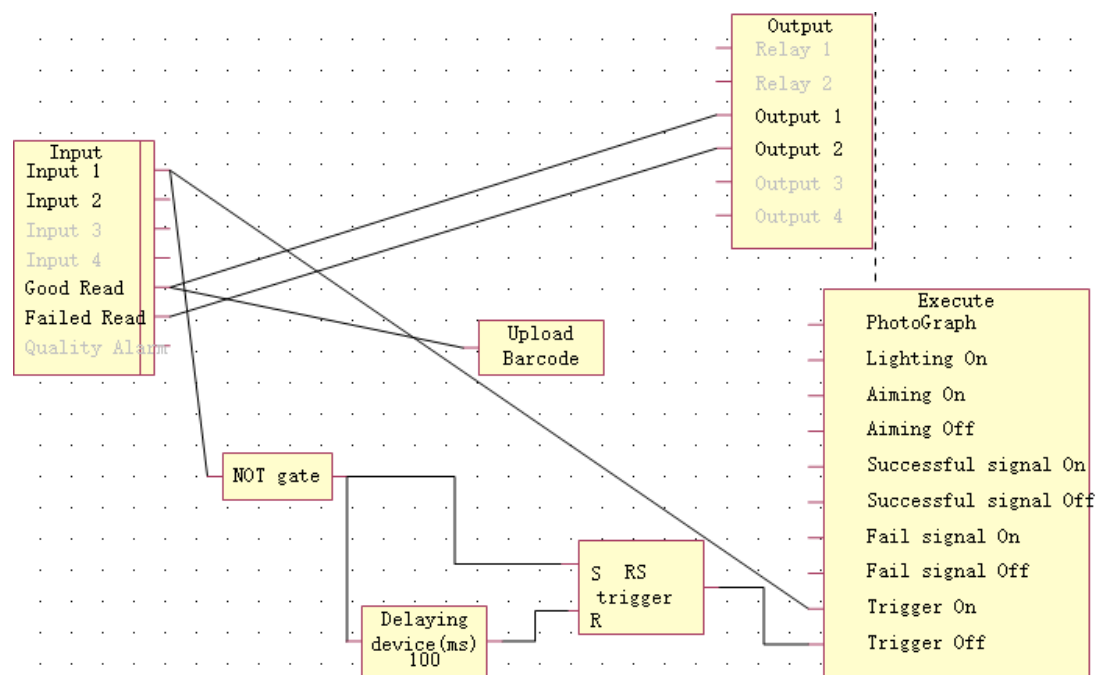 Output
Relay 1
Relay 2
Output 1
Output 2
Output 3
Output 4
Input
Input 1
Input 2
Input 3
Input 4
Good Read
Failed Read
Quality Alarm
Upload
Barcode
NOT gate
S RS
trigger
R
Delaying
device(ms)
100
Execute
PhotoGraph
Lighting On
Aiming On
Aiming Off
Successful signal On
Successful signal Off
Fail signal On
Fail signal Off
Trigger On
Trigger Off